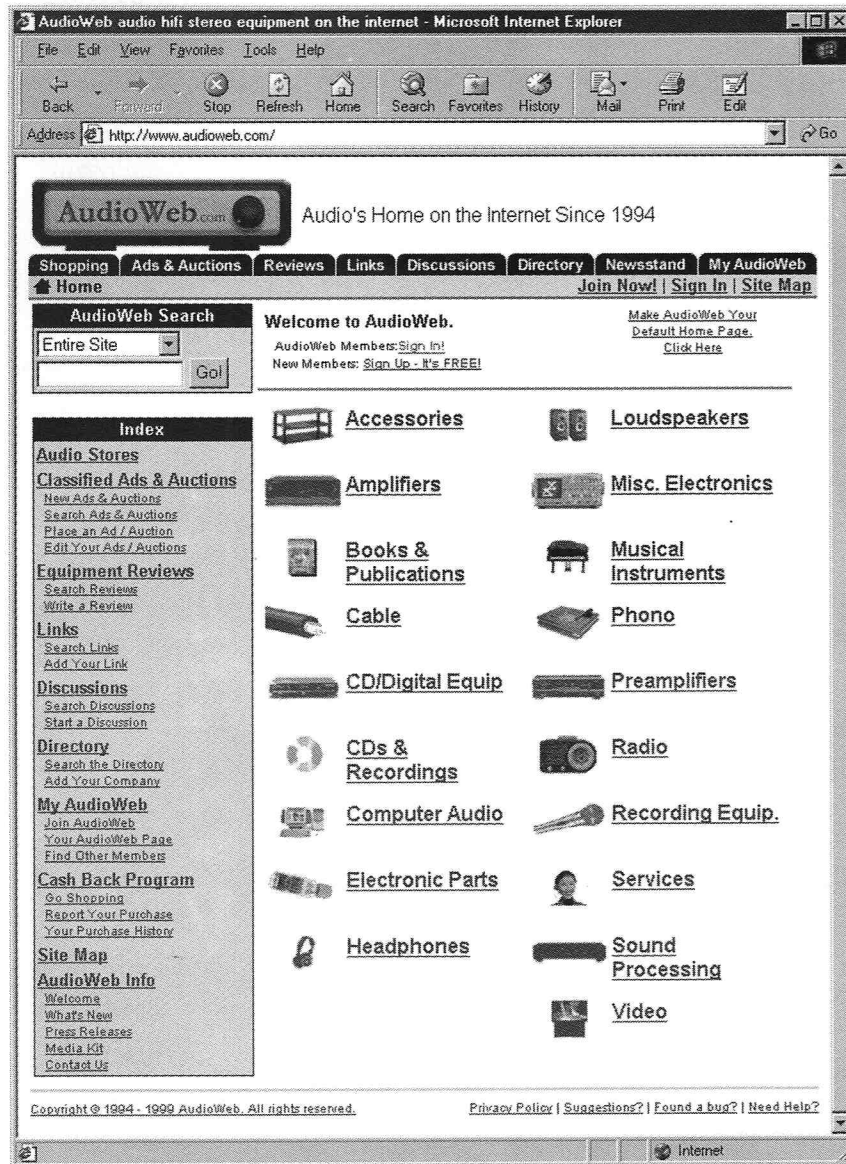 AudioWeb audio hifi stereo equipment on the internet - Microsoft Internet Explorer
File Edit View Favorites Tools Help
Back Forward Stop Refresh Home Search Favorites History Mail Print Edit
Address http://www.audioweb.com/ Go
AudioWeb.com Audio's Home on the Internet Since 1994
Shopping Ads & Auctions Reviews Links Discussions Directory Newsstand My AudioWeb
Home Join Now! | Sign In | Site Map
AudioWeb Search
Entire Site
Go!
Welcome to AudioWeb.
AudioWeb Members:Sign In!
New Members: Sign Up - It's FREE!
Make AudioWeb Your
Default Home Page.
Click Here
Index
Audio Stores
Classified Ads & Auctions
New Ads & Auctions
Search Ads & Auctions
Place an Ad / Auction
Edit Your Ads / Auctions
Equipment Reviews
Search Reviews
Write a Review
Links
Search Links
Add Your Link
Discussions
Search Discussions
Start a Discussion
Directory
Search the Directory
Add Your Company
My AudioWeb
Join AudioWeb
Your AudioWeb Page
Find Other Members
Cash Back Program
Go Shopping
Report Your Purchase
Your Purchase History
Site Map
AudioWeb Info
Welcome
What's New
Press Releases
Media Kit
Contact Us
Accessories
Amplifiers
Books &
Publications
Cable
CD/Digital Equip
CDs &
Recordings
Computer Audio
Electronic Parts
Headphones
Loudspeakers
Misc. Electronics
Musical
Instruments
Phono
Preamplifiers
Radio
Recording Equip.
Services
Sound
Processing
Video
Copyright © 1994 - 1999 AudioWeb. All rights reserved.
Privacy Policy | Suggestions? | Found a bug? | Need Help?
Internet